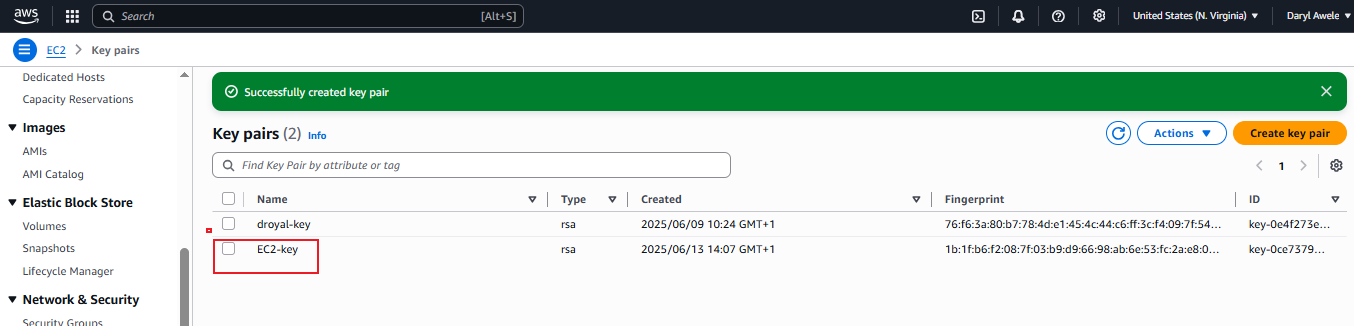 aws Search [Alt+S] United States (N. Virginia) Daryl Awele
EC2 > Key pairs
Dedicated Hosts
Capacity Reservations
Images
AMIs
AMI Catalog
Elastic Block Store
Volumes
Snapshots
Lifecycle Manager
Network & Security
Security Groups
Successfully created key pair
Key pairs (2) Info Actions Create key pair
Find Key Pair by attribute or tag 1
Name Type Created Fingerprint ID
droyal-key rsa 2025/06/09 10:24 GMT+1 76:f6:3a:80:b7:78:4d:e1:45:4c:44:c6:ff:3c:f4:09:7f:54... key-0e4f273e...
EC2-key rsa 2025/06/13 14:07 GMT+1 1b:1f:b6:f2:08:7f:03:b9:d9:66:98:ab:6e:53:fc:2a:e8:0... key-0ce7379...